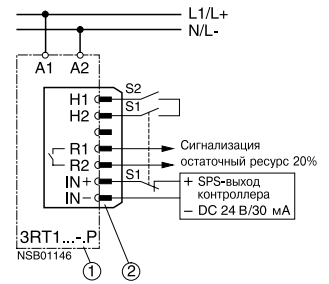 L1/L+
N/L-
A1 A2
H1 S2
H2 S1
R1 Сигнализация
R2 остаточный ресурс 20%
IN+ S1 + SPS-выход
контроллера
IN− − DC 24 В/30 мА
3RT1...-.P
NSB01146
1 2